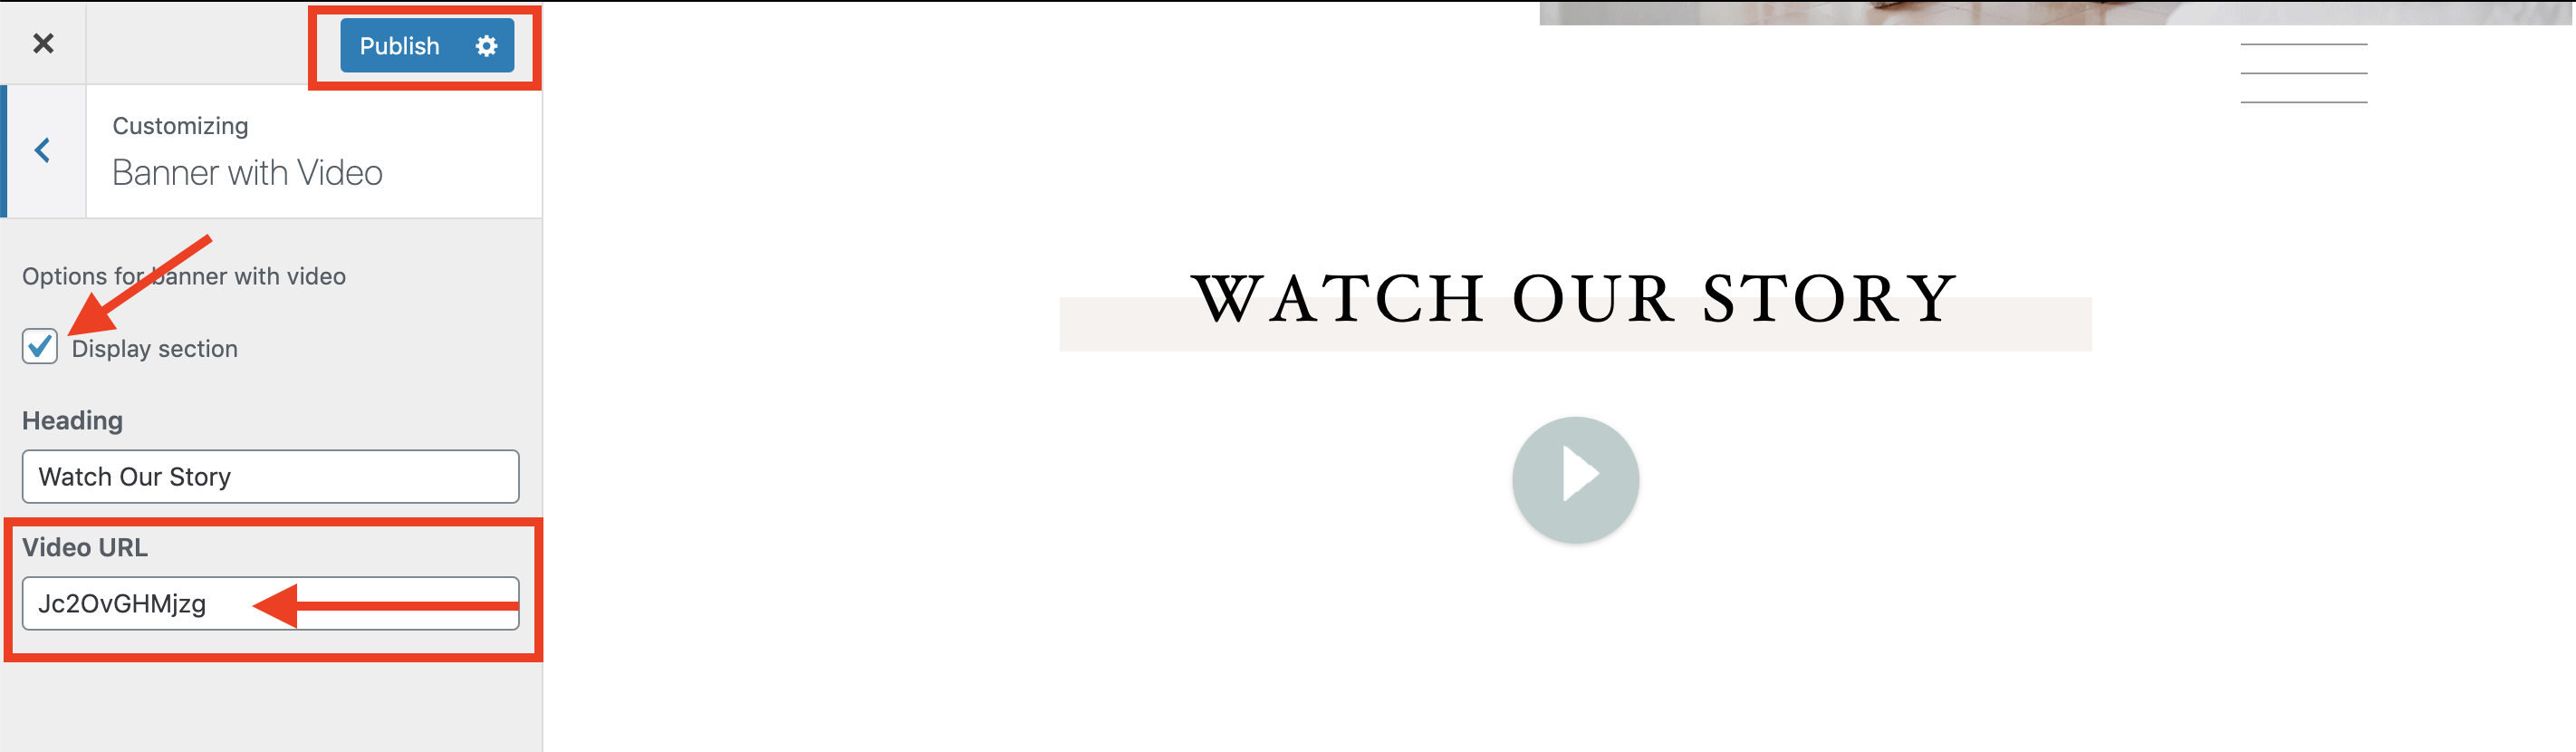 Publish
Customizing
Banner with Video
Options for banner with video
Display section
Heading
Watch Our Story
Video URL
Jc2OvGHMjzg
WATCH OUR STORY